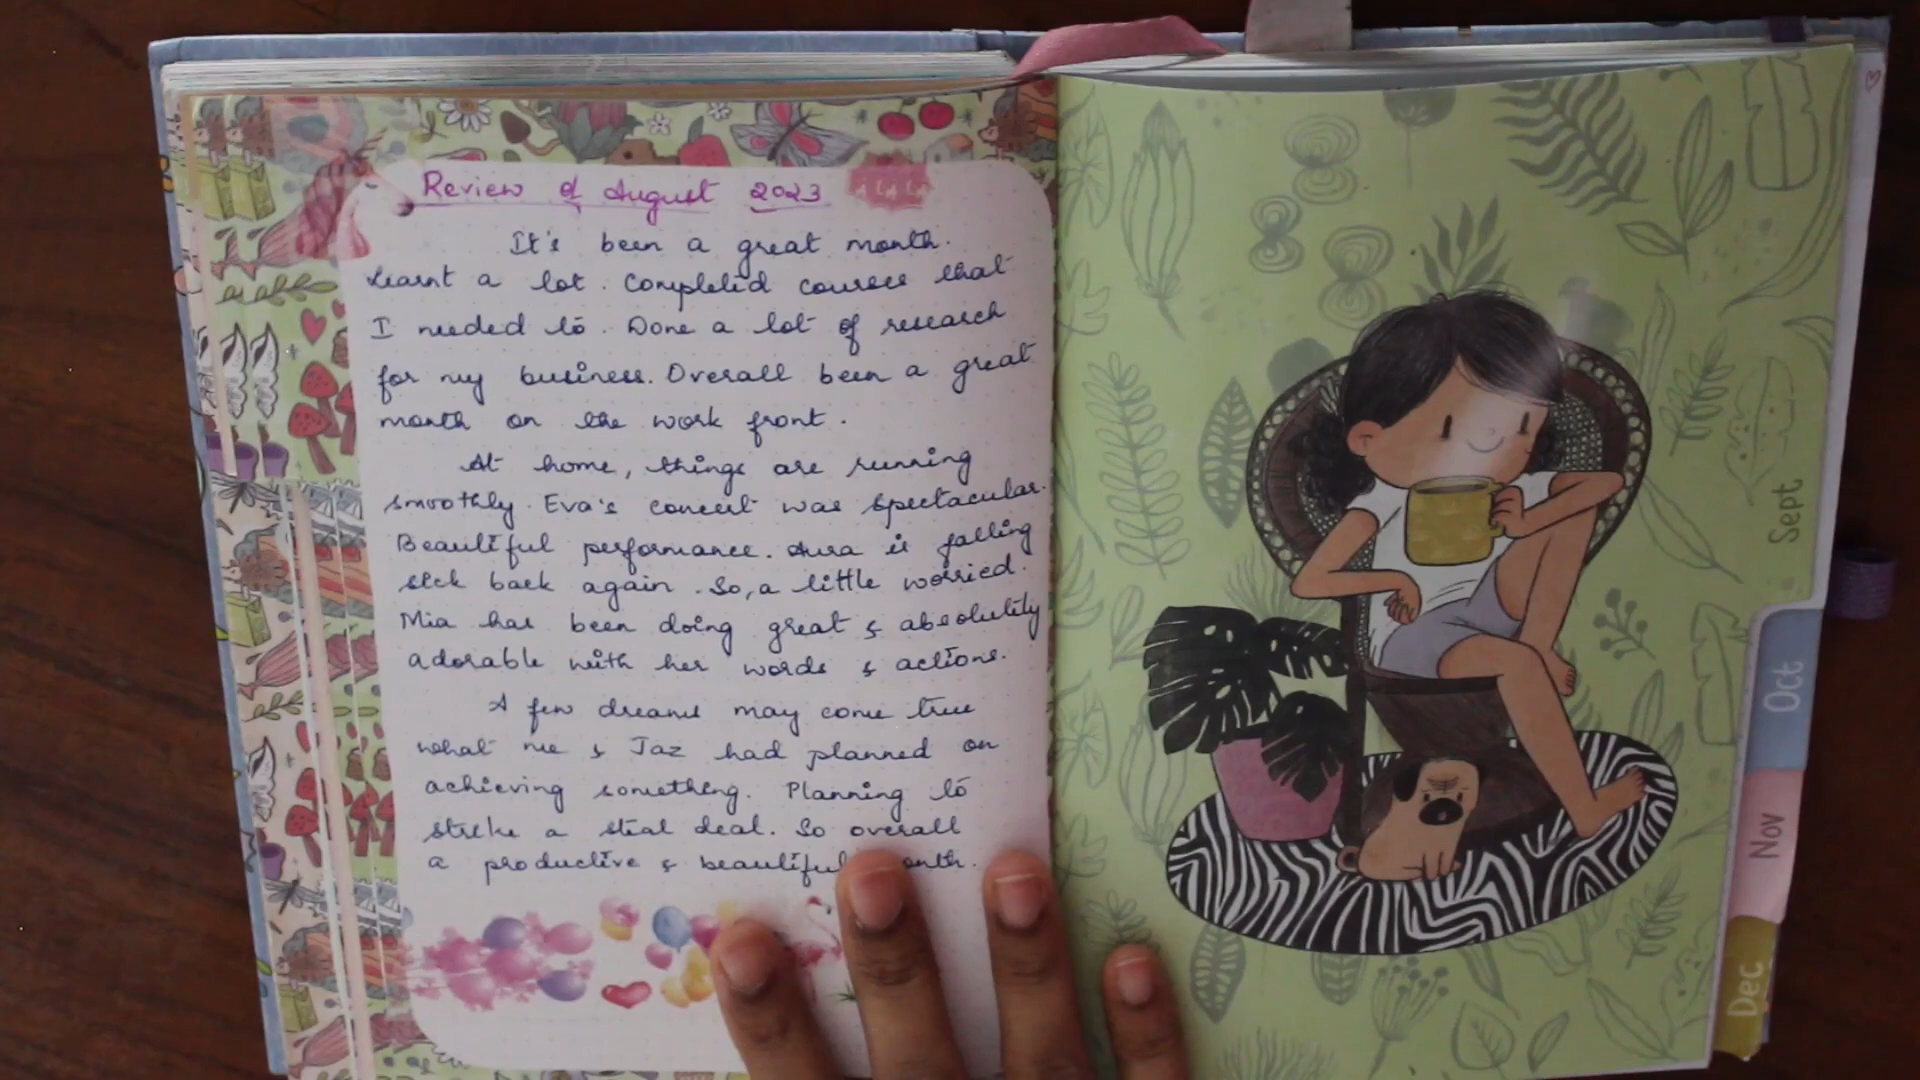 Review of August 2023
It's been a great month.
Learnt a lot. Completed courses that
I needed to. Done a lot of research
for my business. Overall been a great
month on the work front.
At home, things are running
smoothly. Eva's concert was spectacular.
Beautiful performance. Aura is falling
sick back again. So, a little worried.
Mia has been doing great & absolutely
adorable with her words & actions.
A few dreams may come true
what me & Jaz had planned on
achieving something. Planning to
strike a steal deal. So overall
a productive & beautiful onth.
Sept
Oct
Nov
Dec